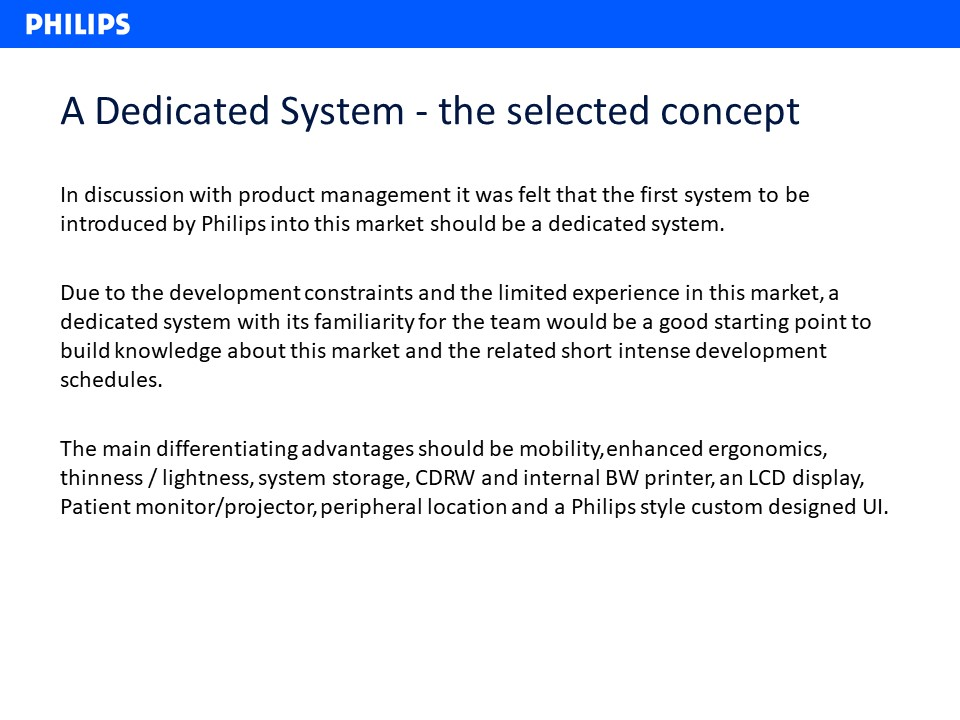 PHILIPS
A Dedicated System - the selected concept
In discussion with product management it was felt that the first system to be
introduced by Philips into this market should be a dedicated system.
Due to the development constraints and the limited experience in this market, a
dedicated system with its familiarity for the team would be a good starting point to
build knowledge about this market and the related short intense development
schedules.
The main differentiating advantages should be mobility, enhanced ergonomics,
thinness / lightness, system storage, CDRW and internal BW printer, an LCD display,
Patient monitor/projector, peripheral location and a Philips style custom designed UI.